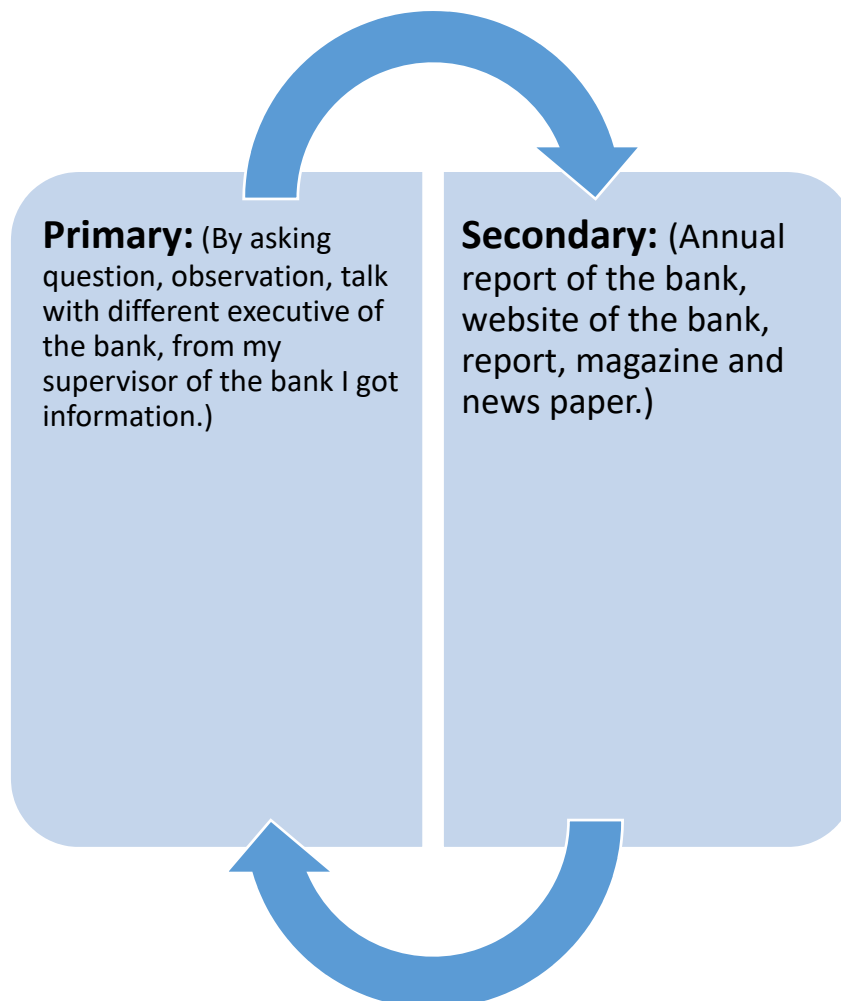 Primary: (By asking
question, observation, talk
with different executive of
the bank, from my
supervisor of the bank I got
information.)
Secondary: (Annual
report of the bank,
website of the bank,
report, magazine and
news paper.)